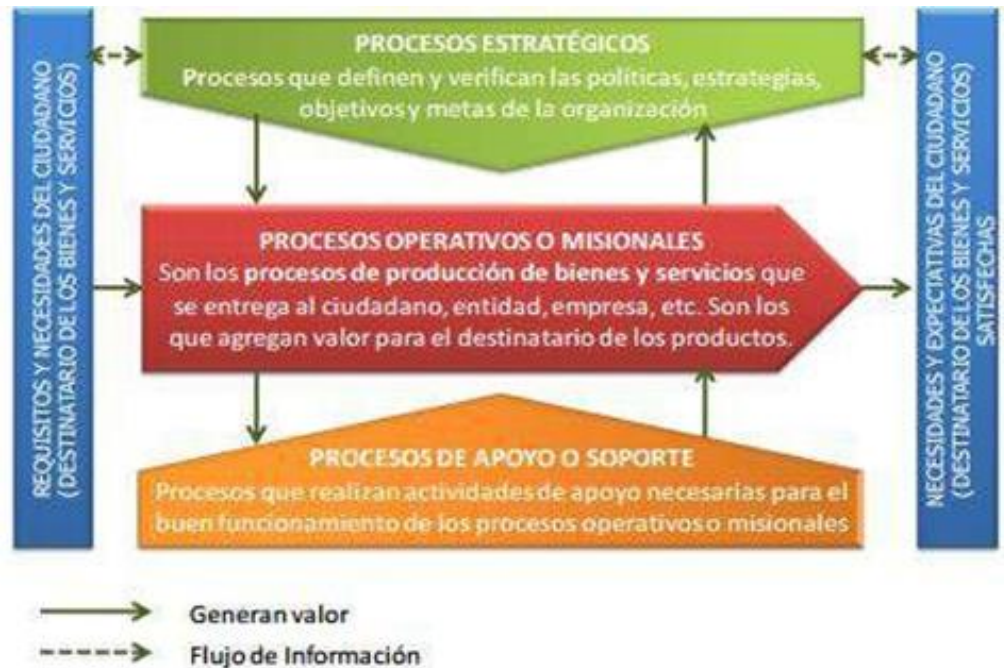 REQUISITOS Y NECESIDADES DEL CIUDADANO
(DESTINATARIO DE LOS BIENES Y SERVICIOS)
PROCESOS ESTRATÉGICOS
Procesos que definen y verifican las políticas, estrategias,
objetivos y metas de la organización
PROCESOS OPERATIVOS O MISIONALES
Son los procesos de producción de bienes y servicios que
se entrega al ciudadano, entidad, empresa, etc. Son los
que agregan valor para el destinatario de los productos.
PROCESOS DE APOYO O SOPORTE
Procesos que realizan actividades de apoyo necesarias para el
buen funcionamiento de los procesos operativos o misionales
NECESIDADES Y EXPECTATIVAS DEL CIUDADANO
(DESTINATARIO DE LOS BIENES Y SERVICIOS)
SATISFECHAS
Generan valor
Flujo de Información